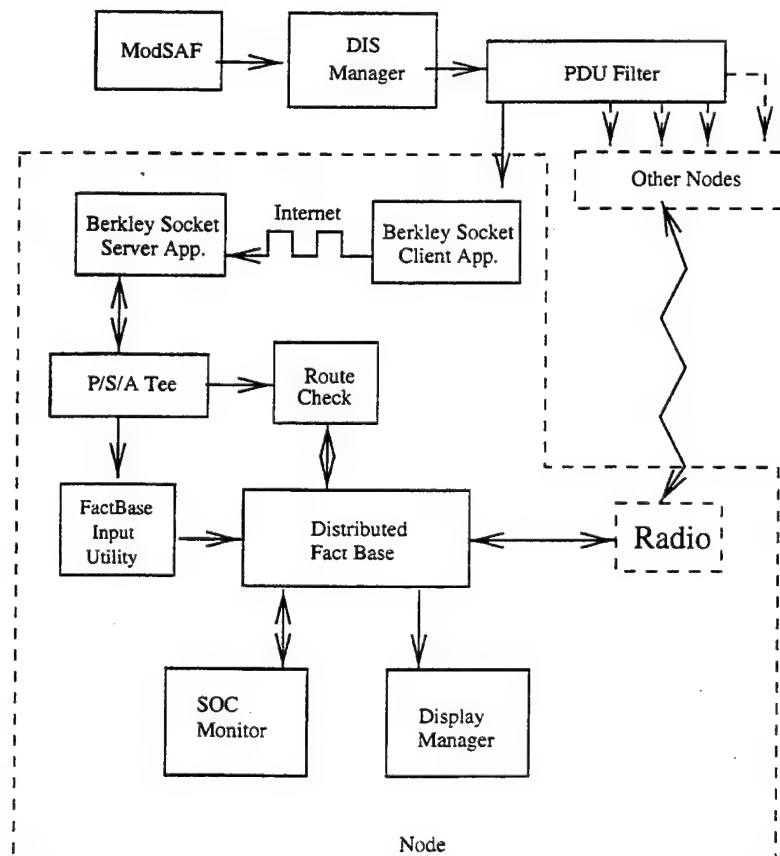 ModSAF
DIS
Manager
PDU Filter
Other Nodes
Berkley Socket
Server App.
Internet
Berkley Socket
Client App.
P/S/A Tee
Route
Check
FactBase
Input
Utility
Distributed
Fact Base
Radio
SOC
Monitor
Display
Manager
Node